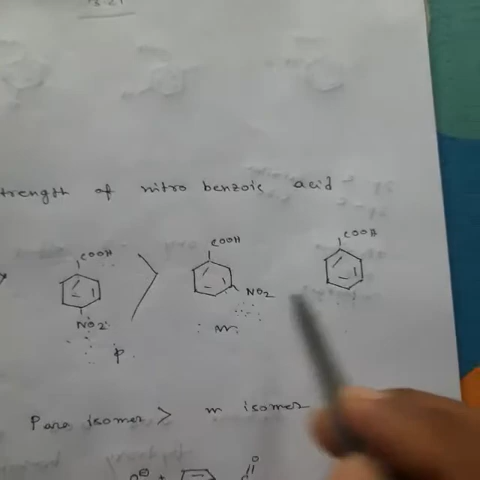 trength of nitro benzoic acid
COOH COOH COOH
>
NO2 NO2
p m
Para isomer > m isomer